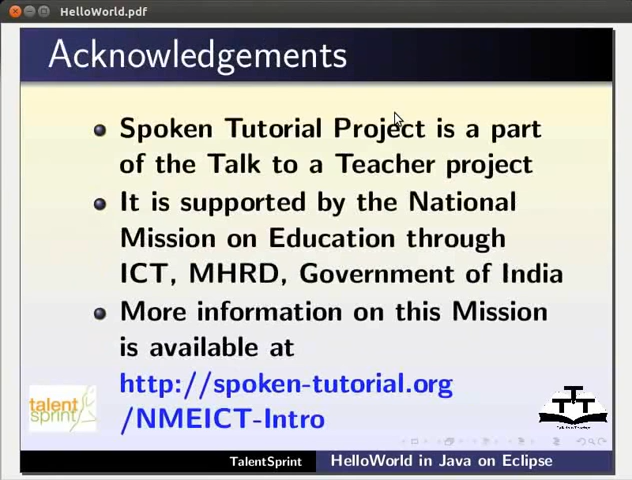 HelloWorld.pdf
Acknowledgements
Spoken Tutorial Project is a part
of the Talk to a Teacher project
It is supported by the National
Mission on Education through
ICT, MHRD, Government of India
More information on this Mission
is available at
http://spoken-tutorial.org
/NMEICT-Intro
talent
sprint
TalentSprint HelloWorld in Java on Eclipse